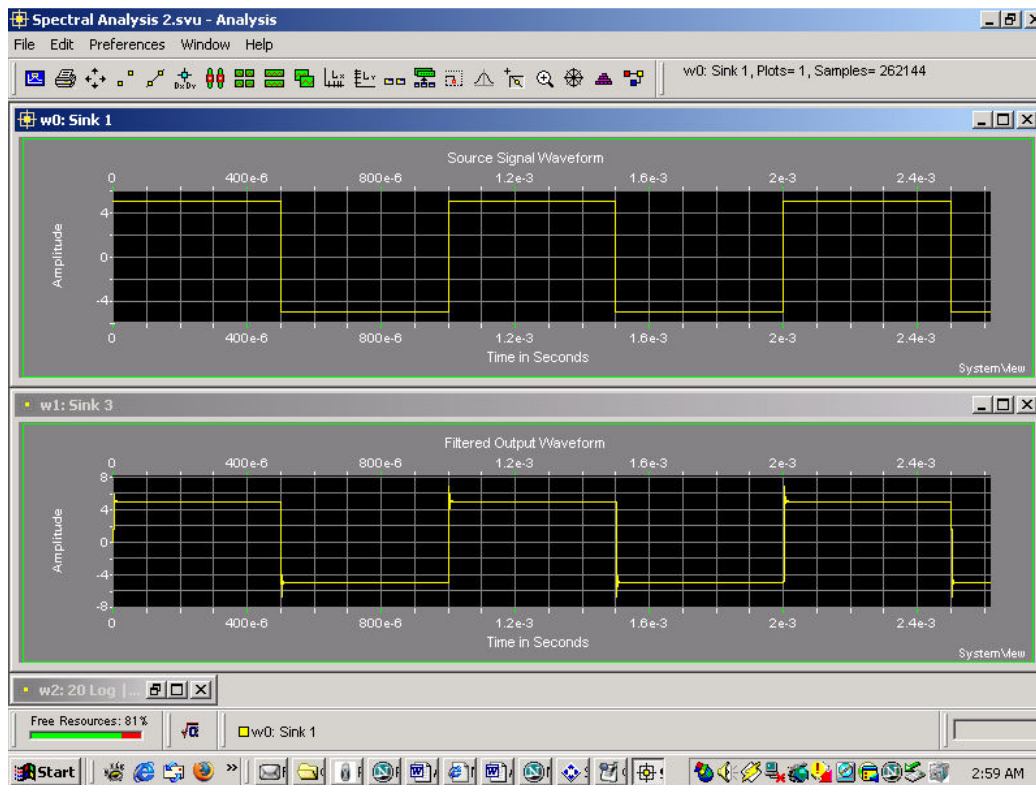 Spectral Analysis 2.svu - Analysis
File Edit Preferences Window Help
w0: Sink 1, Plots= 1, Samples= 262144
w0: Sink 1
Source Signal Waveform
0 400e-6 800e-6 1.2e-3 1.6e-3 2e-3 2.4e-3
Amplitude
4
0
-4
0 400e-6 800e-6 1.2e-3 1.6e-3 2e-3 2.4e-3
Time in Seconds
SystemView
w1: Sink 3
Filtered Output Waveform
0 400e-6 800e-6 1.2e-3 1.6e-3 2e-3 2.4e-3
Amplitude
8
4
0
-4
-8
0 400e-6 800e-6 1.2e-3 1.6e-3 2e-3 2.4e-3
Time in Seconds
SystemView
w2: 20 Log |...
Free Resources: 81%
√α
w0: Sink 1
Start
2:59 AM